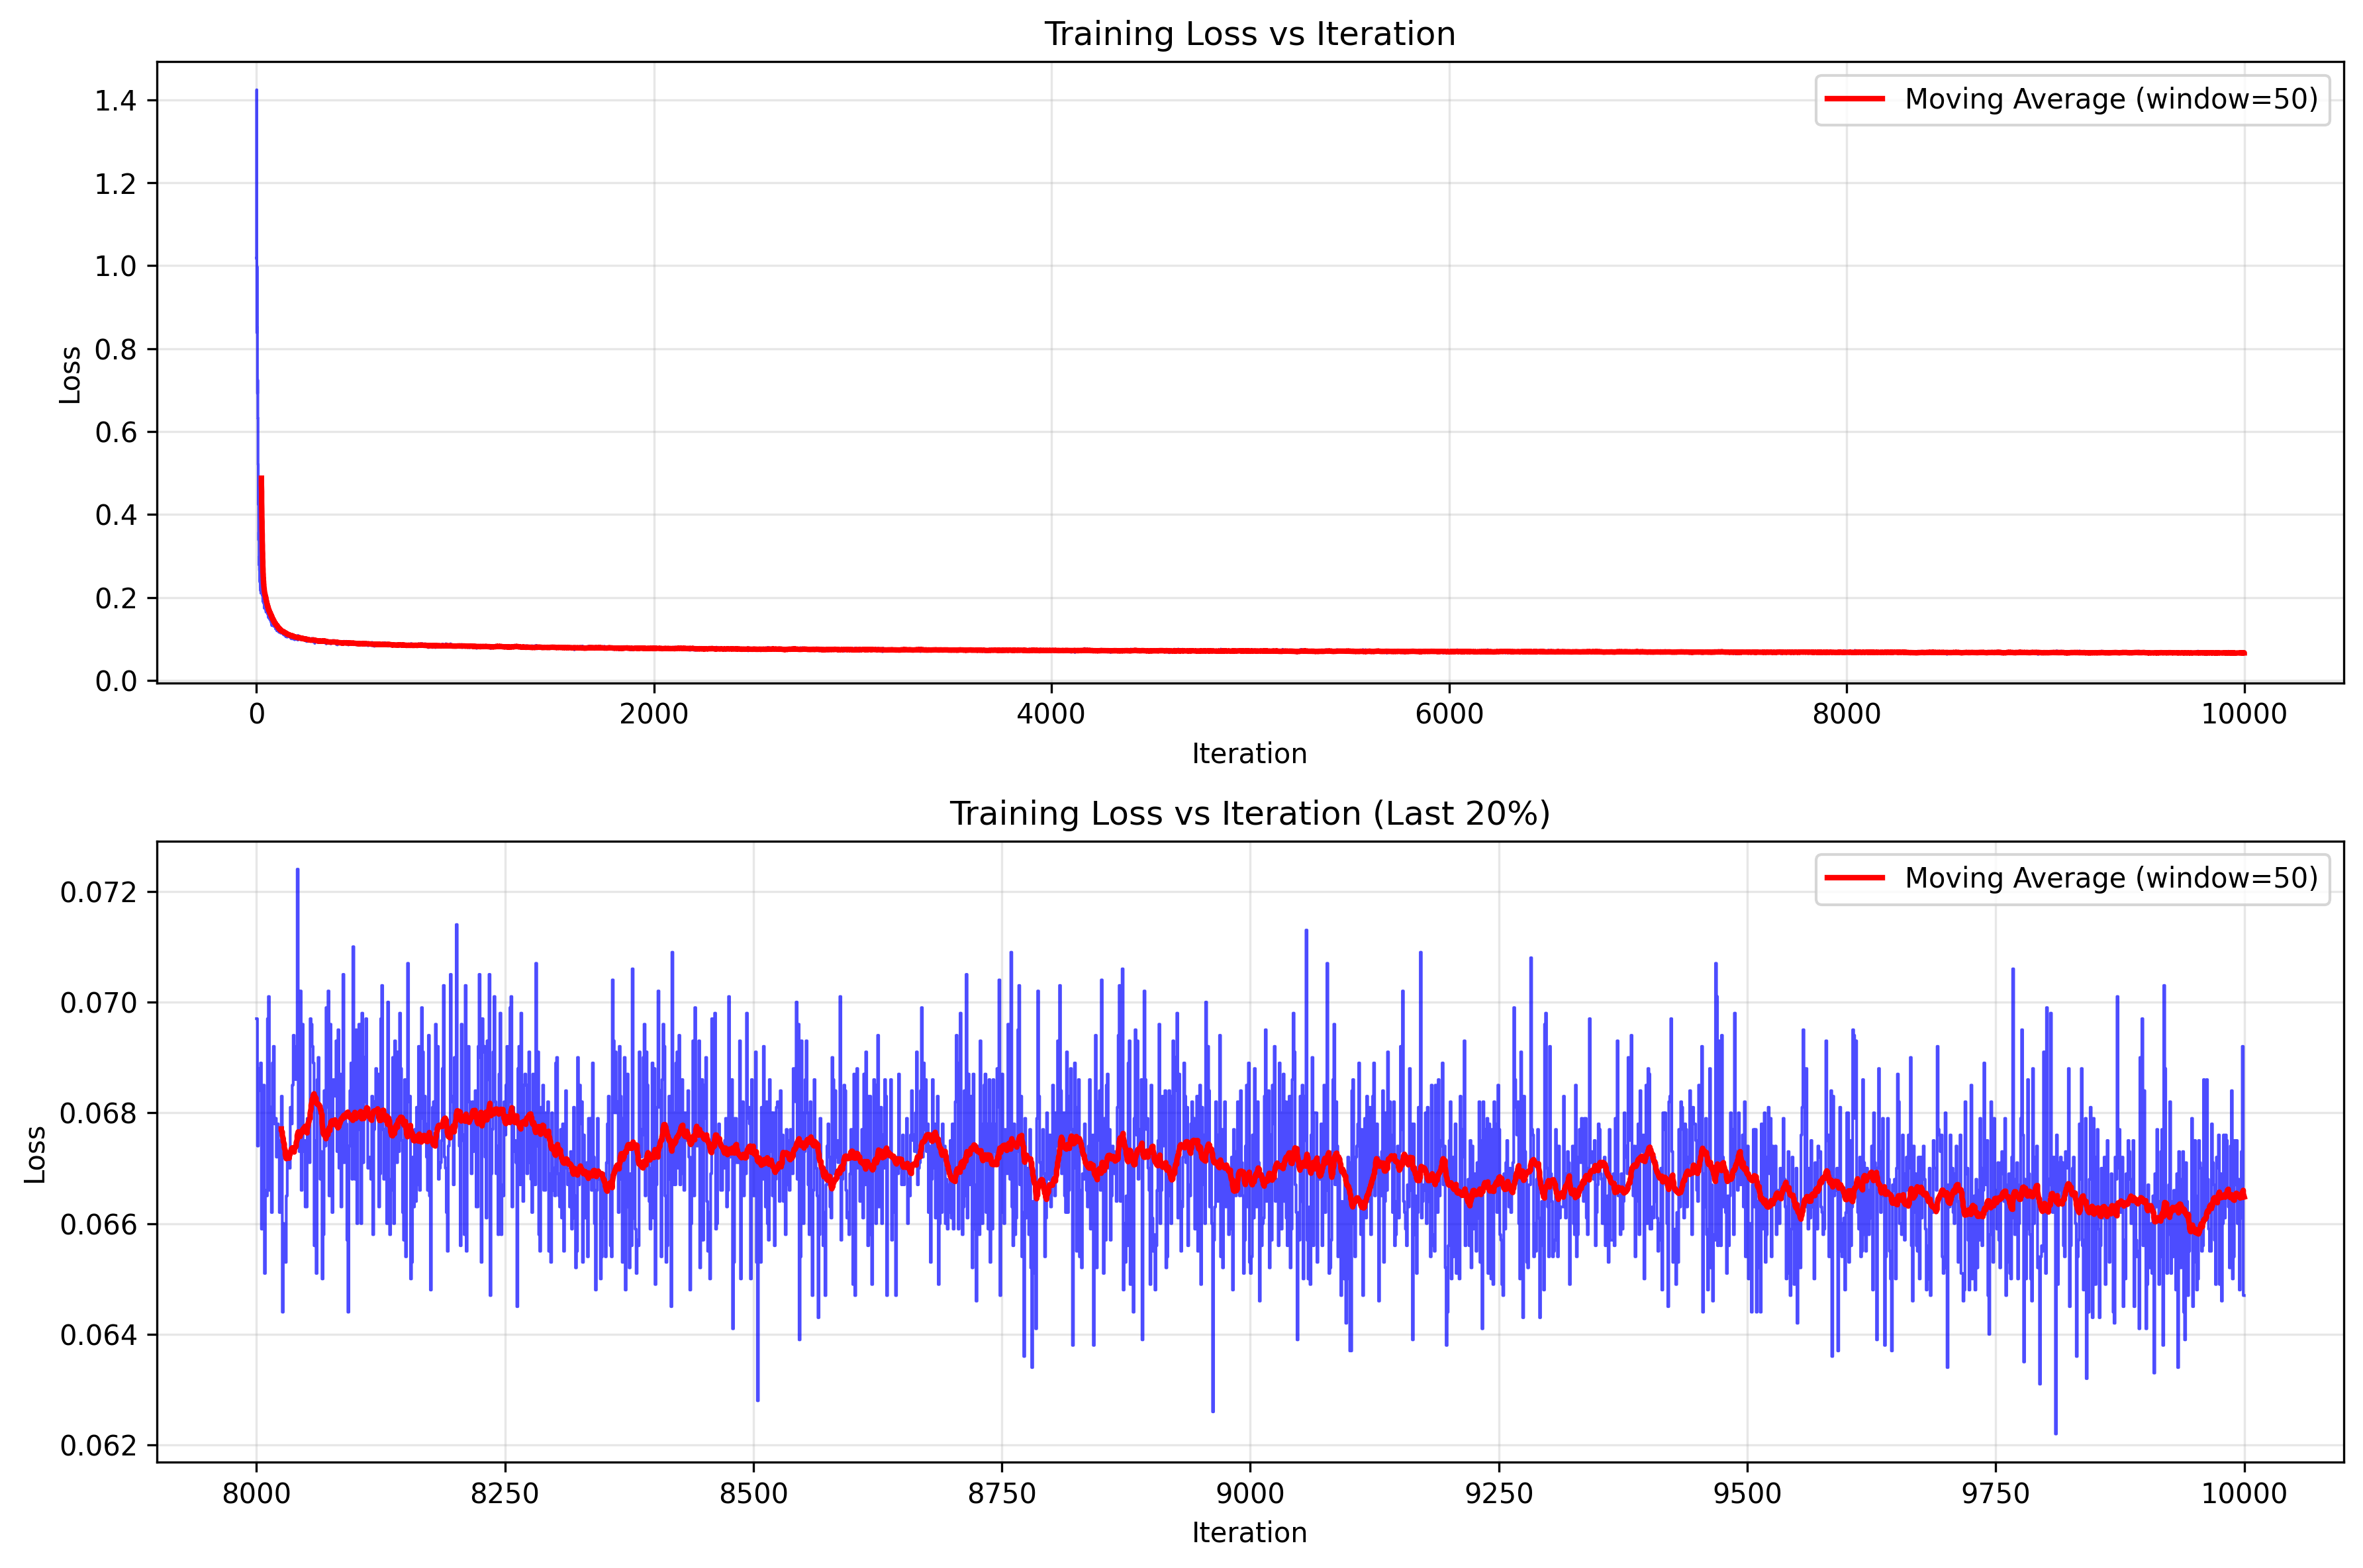 Training Loss vs Iteration
Moving Average (window=50)
1.4
1.2
1.0
0.8
0.6
0.4
0.2
0.0
Loss
0 2000 4000 6000 8000 10000
Iteration
Training Loss vs Iteration (Last 20%)
Moving Average (window=50)
0.072
0.070
0.068
0.066
0.064
0.062
Loss
8000 8250 8500 8750 9000 9250 9500 9750 10000
Iteration